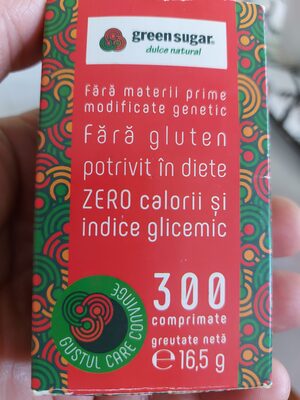 green sugar®
dulce natural
Fără materii prime
modificate genetic
Fără gluten
potrivit în diete
ZERO calorii și
indice glicemic
300
comprimate
greutate netă
℮ 16,5 g
GUSTUL CARE CONVINGE